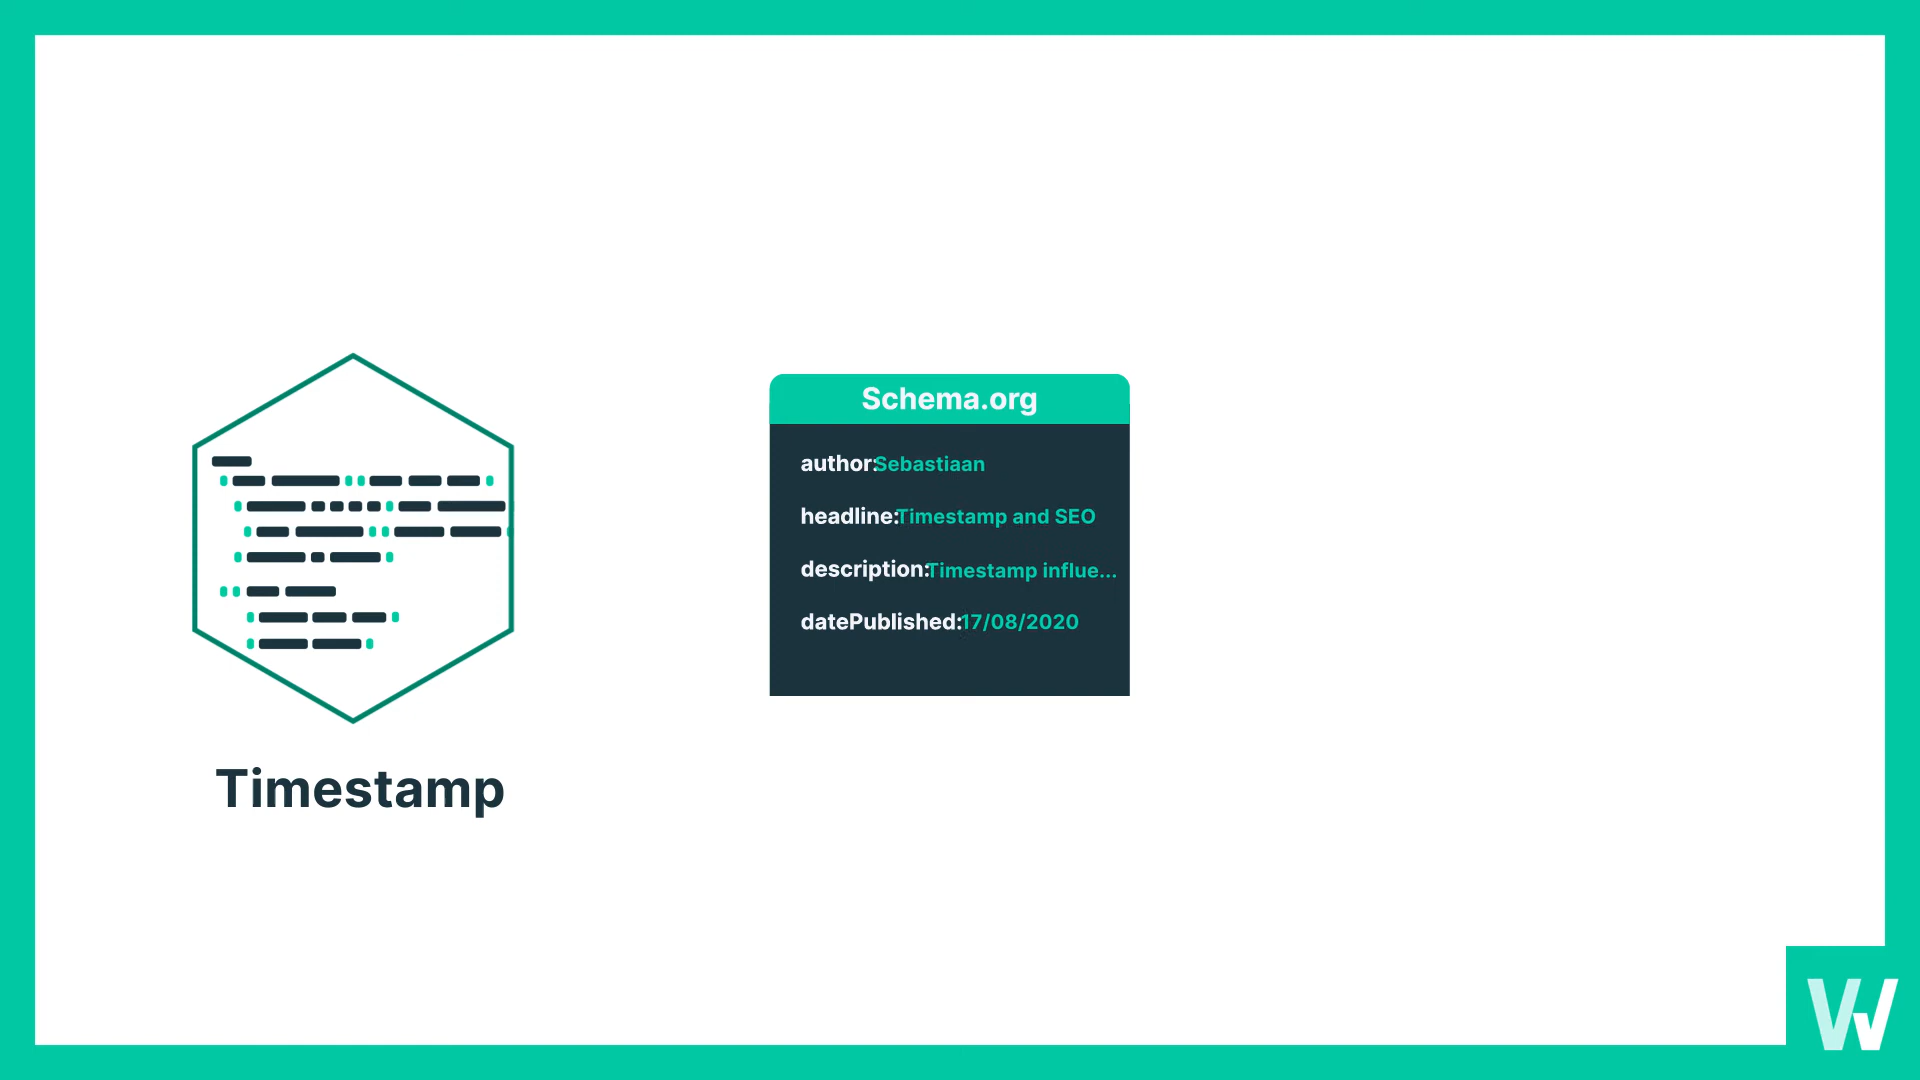 Schema.org
author:Sebastiaan
headline:Timestamp and SEO
description:Timestamp influe...
datePublished:17/08/2020
Timestamp
W